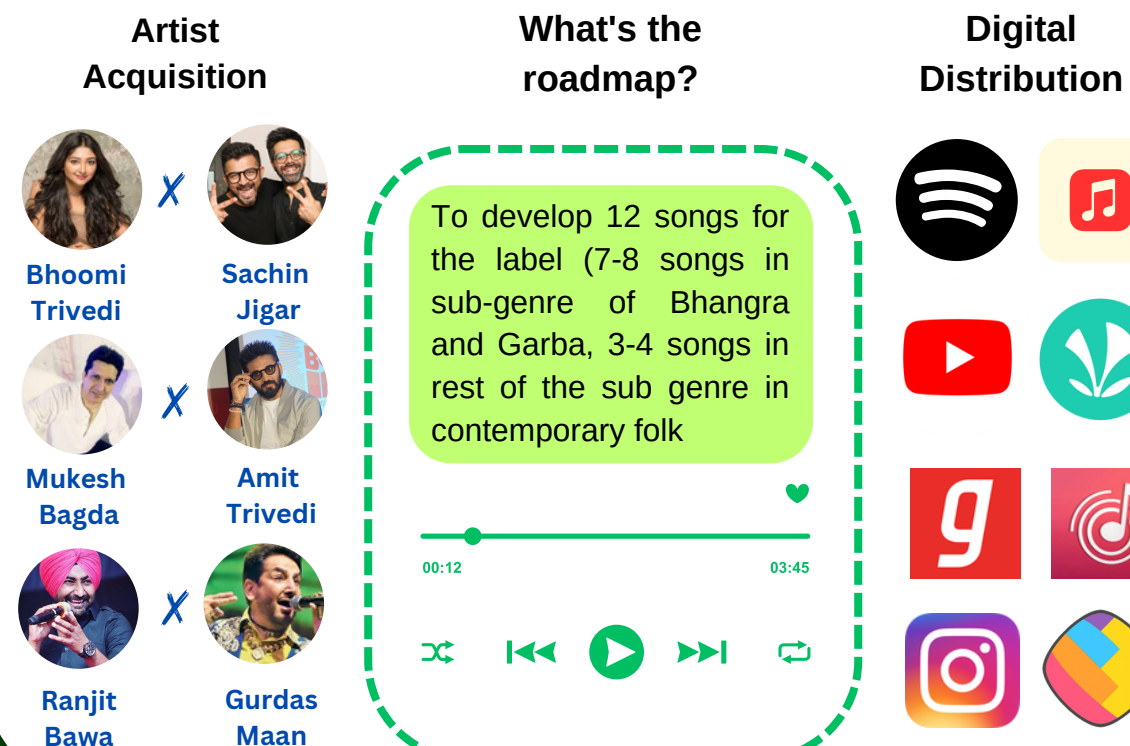 Artist
Acquisition
Bhoomi
Trivedi
Sachin
Jigar
Mukesh
Bagda
Amit
Trivedi
Ranjit
Bawa
Gurdas
Maan
What's the
roadmap?
To develop 12 songs for
the label (7-8 songs in
sub-genre of Bhangra
and Garba, 3-4 songs in
rest of the sub genre in
contemporary folk
00:12
03:45
Digital
Distribution
g